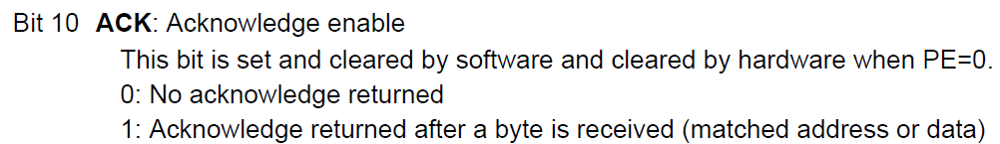 Bit 10 ACK: Acknowledge enable
This bit is set and cleared by software and cleared by hardware when PE=0.
0: No acknowledge returned
1: Acknowledge returned after a byte is received (matched address or data)